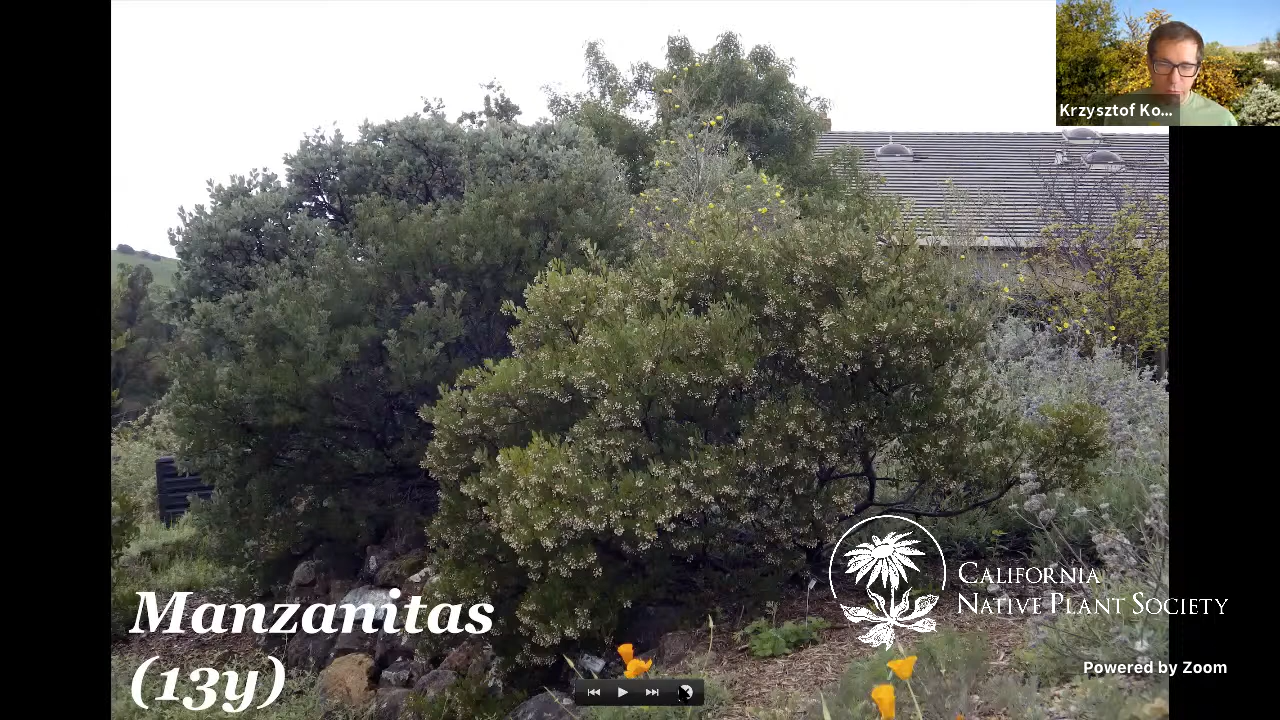 Krzysztof Ko...
Manzanitas
(13y)
California
Native Plant Society
Powered by Zoom